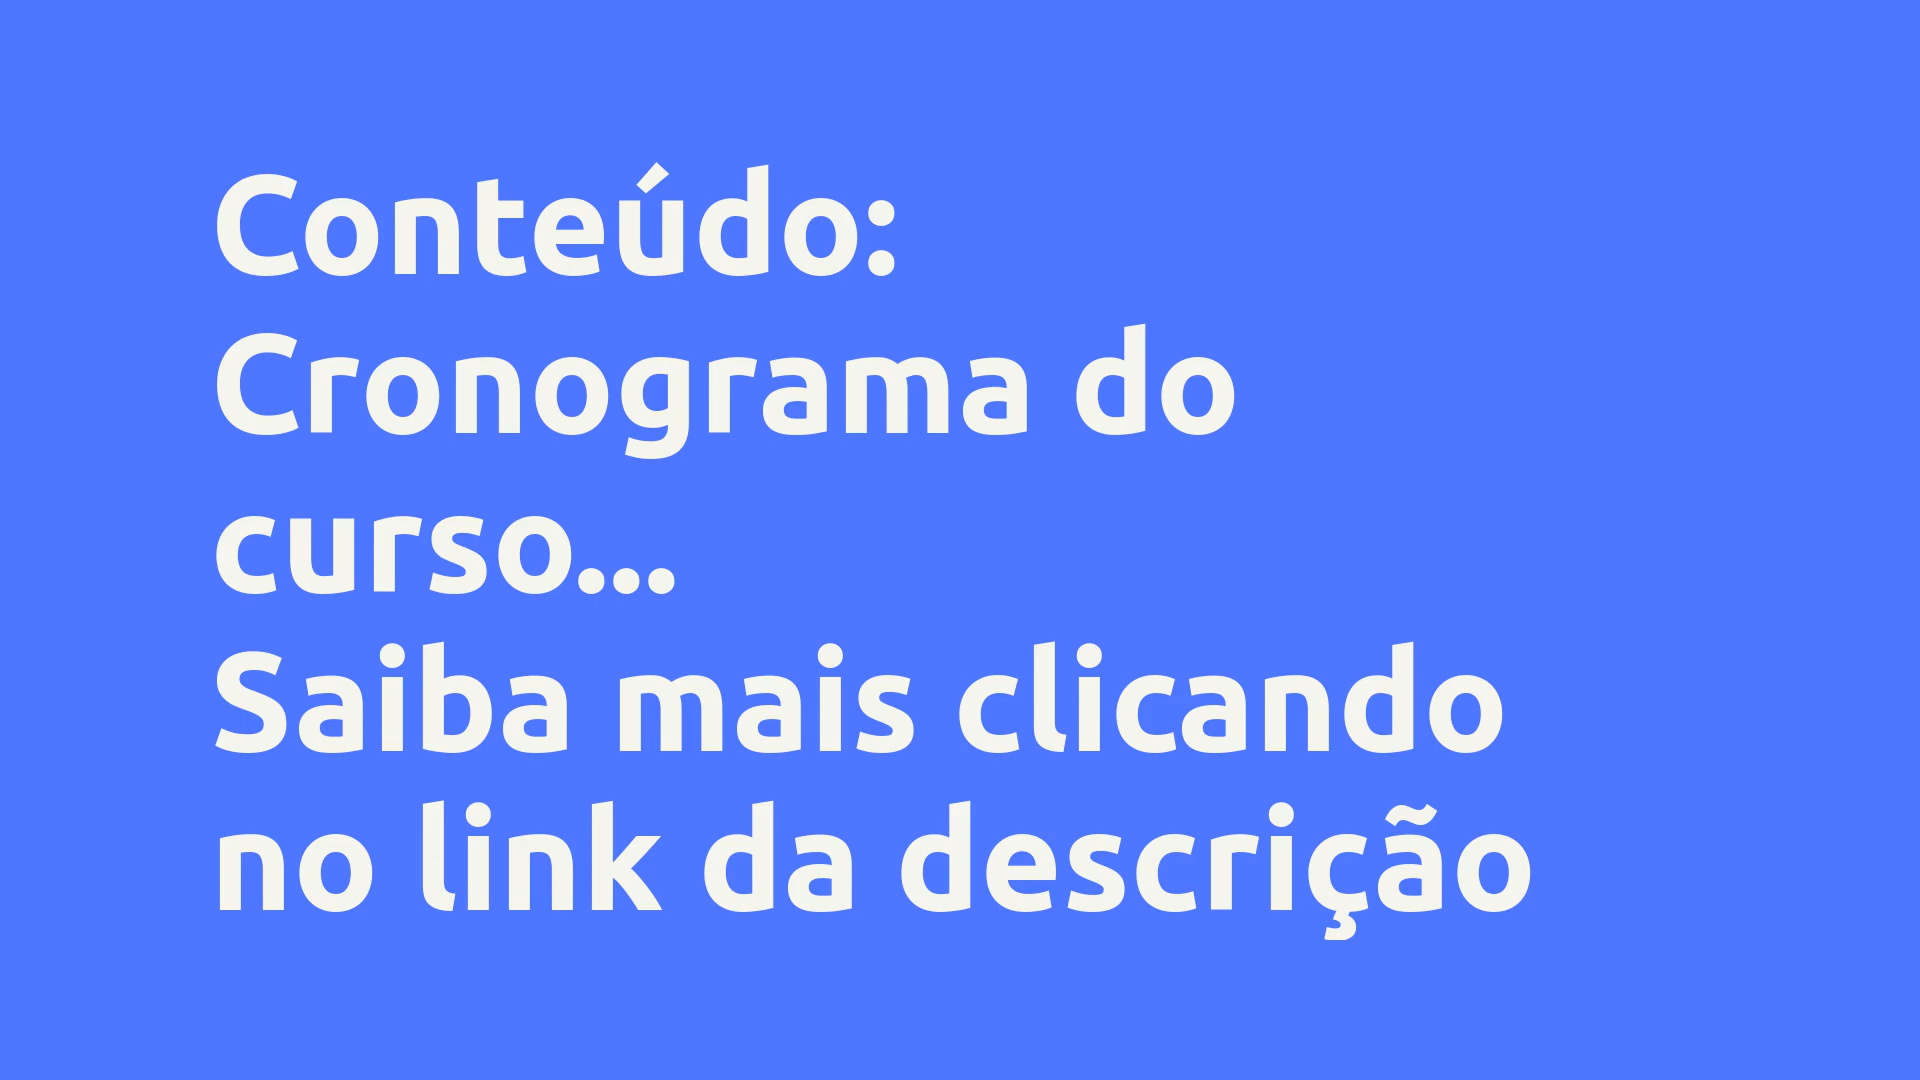 Conteúdo:
Cronograma do
curso...
Saiba mais clicando
no link da descrição